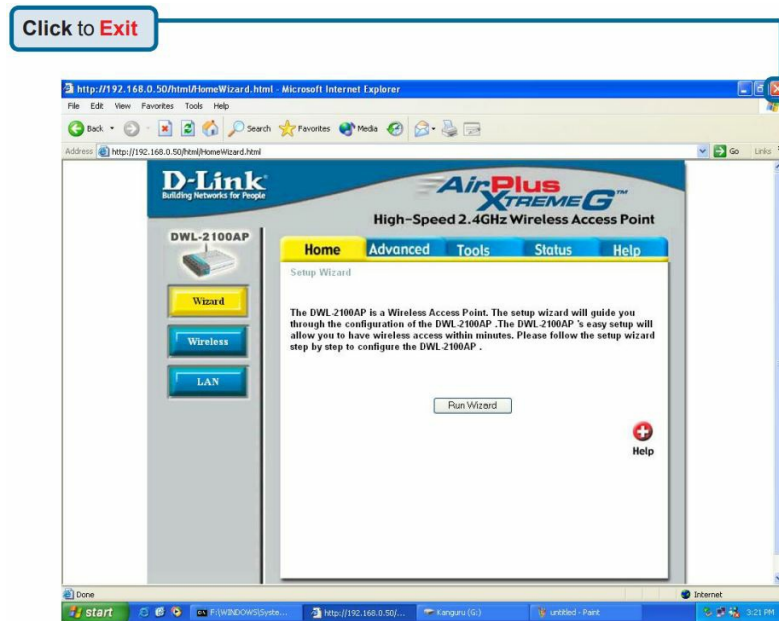 Click to Exit
http://192.168.0.50/html/HomeWizard.html - Microsoft Internet Explorer
File Edit View Favorites Tools Help
Back Search Favorites Media
Address http://192.168.0.50/html/HomeWizard.html Go Links
D-Link
Building Networks for People
AirPlus
XTREME G™
High-Speed 2.4GHz Wireless Access Point
DWL-2100AP
Home Advanced Tools Status Help
Setup Wizard
Wizard
The DWL-2100AP is a Wireless Access Point. The setup wizard will guide you
through the configuration of the DWL-2100AP .The DWL-2100AP 's easy setup will
allow you to have wireless access within minutes. Please follow the setup wizard
step by step to configure the DWL-2100AP .
Wireless
LAN
Run Wizard
Help
Done Internet
start F:\WINDOWS\Syste... http://192.168.0.50/... Kanguru (G:) untitled - Paint 3:21 PM